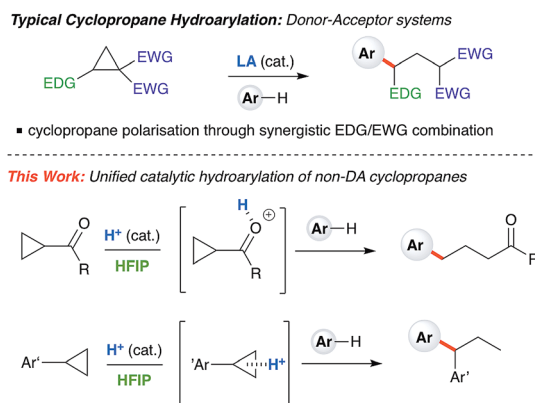 Typical Cyclopropane Hydroarylation: Donor-Acceptor systems
EWG
EWG
EDG
LA (cat.)
Ar—H
Ar
EWG
EDG
EWG
▪ cyclopropane polarisation through synergistic EDG/EWG combination
This Work: Unified catalytic hydroarylation of non-DA cyclopropanes
O
R
H⁺ (cat.)
HFIP
H
O
⊕
R
Ar—H
Ar
O
Ar‘
H⁺ (cat.)
HFIP
'Ar
H⁺
Ar—H
Ar
Ar'